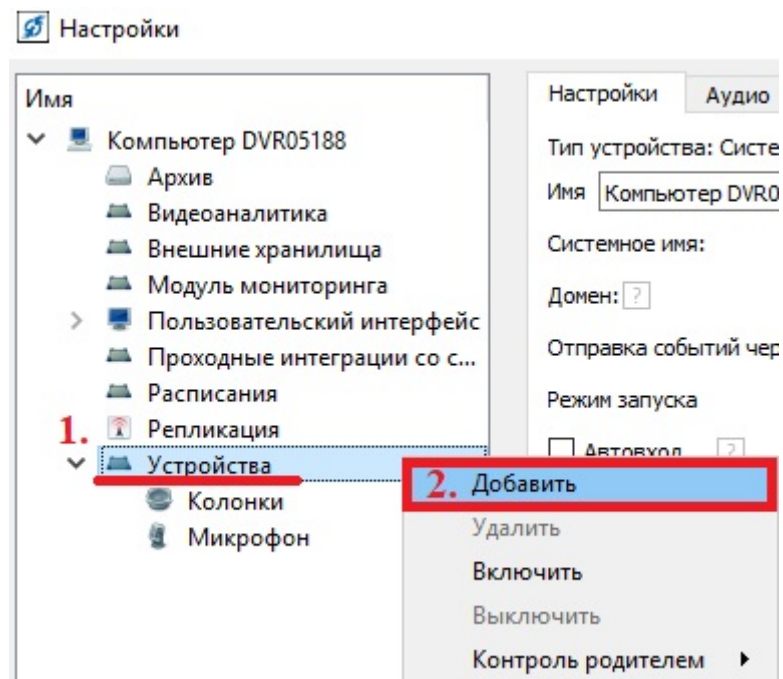 Настройки
Имя
Компьютер DVR05188
Архив
Видеоаналитика
Внешние хранилища
Модуль мониторинга
Пользовательский интерфейс
Проходные интеграции со с...
Расписания
1. Репликация
Устройства
Колонки
Микрофон
Настройки Аудио
Тип устройства: Систе
Имя Компьютер DVR0
Системное имя:
Домен: ?
Отправка событий чер
Режим запуска
Автовход ?
2. Добавить
Удалить
Включить
Выключить
Контроль родителем